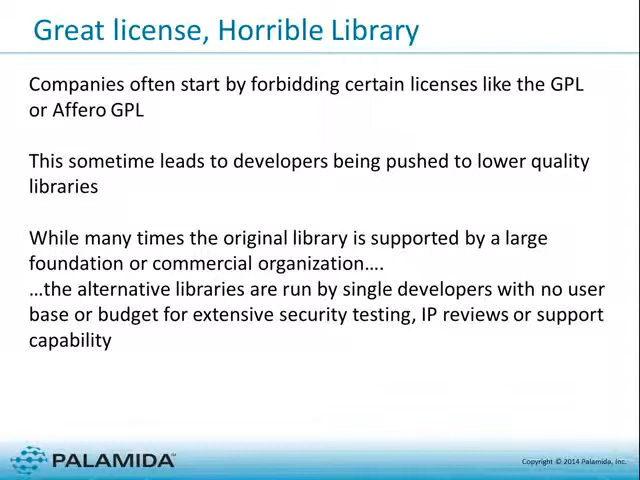 Great license, Horrible Library
Companies often start by forbidding certain licenses like the GPL
or Affero GPL
This sometime leads to developers being pushed to lower quality
libraries
While many times the original library is supported by a large
foundation or commercial organization….
…the alternative libraries are run by single developers with no user
base or budget for extensive security testing, IP reviews or support
capability
PALAMIDA™
Copyright © 2014 Palamida, Inc.